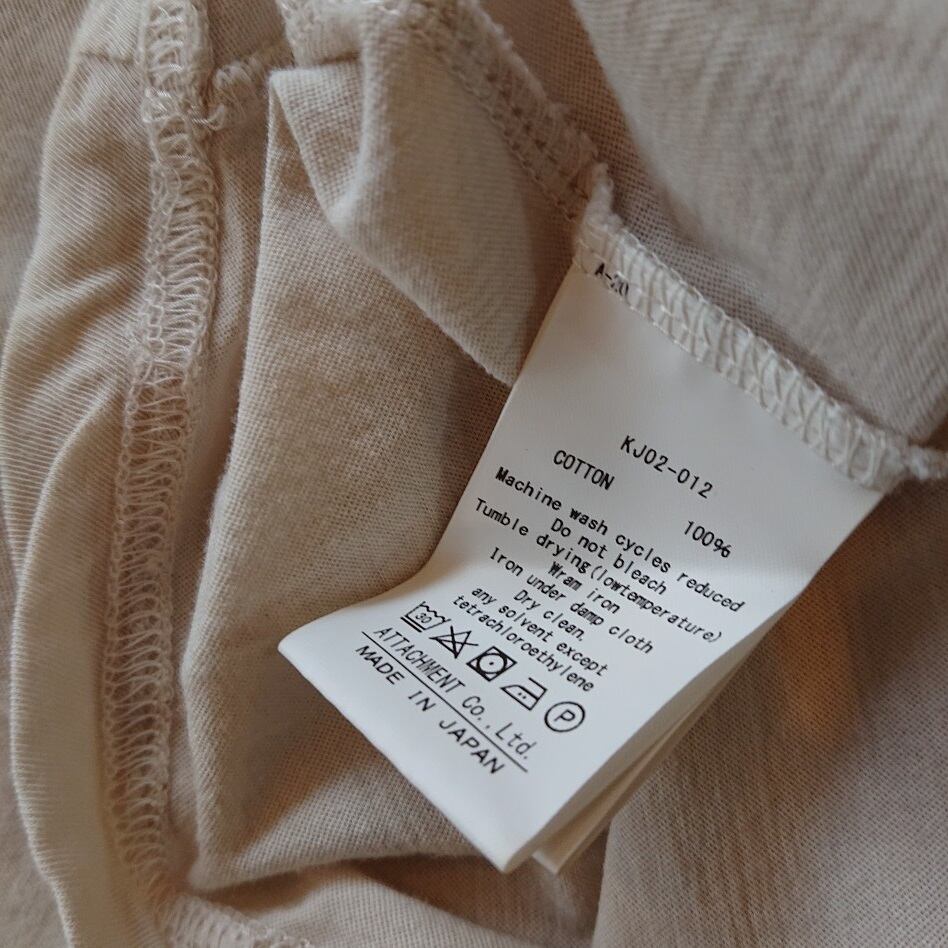 A-20
KJ02-012
COTTON 100%
Machine wash cycles reduced
Do not bleach
Tumble drying(lowtemperature)
Wram iron
Iron under damp cloth
Dry clean.
any solvent except
tetrachloroethylene
30 P
ATTACHMENT Co.,Ltd.
MADE IN JAPAN